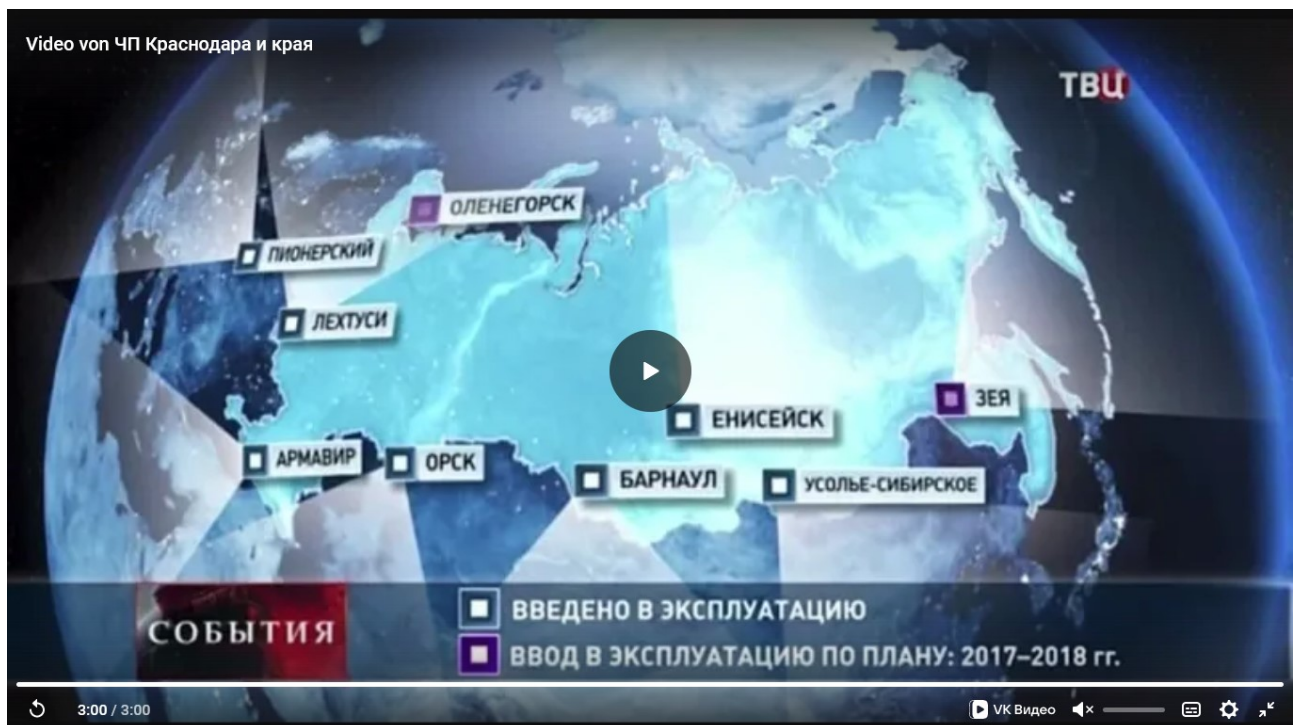 Video von ЧП Краснодара и края
ТВЦ
ОЛЕНЕГОРСК
ПИОНЕРСКИЙ
ЛЕХТУСИ
ЗЕЯ
ЕНИСЕЙСК
АРМАВИР
ОРСК
БАРНАУЛ
УСОЛЬЕ-СИБИРСКОЕ
СОБЫТИЯ
ВВЕДЕНО В ЭКСПЛУАТАЦИЮ
ВВОД В ЭКСПЛУАТАЦИЮ ПО ПЛАНУ: 2017–2018 гг.
3:00 / 3:00
VK Видео